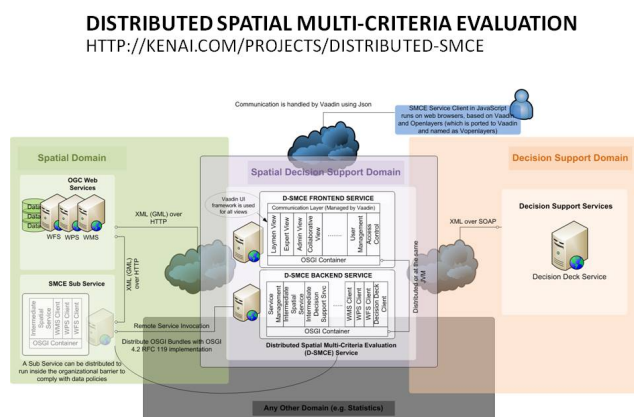 DISTRIBUTED SPATIAL MULTI-CRITERIA EVALUATION
HTTP://KENAI.COM/PROJECTS/DISTRIBUTED-SMCE
Communication is handled by Vaadin using Json
SMCE Service Client in JavaScript
runs on web browsers, based on Vaadin
and Openlayers (which is ported to Vaadin
and named as Vopenlayers)
Spatial Domain
Spatial Decision Support Domain
Decision Support Domain
OGC Web
Services
Data
Data
Data
WFS
WPS
WMS
XML (GML) over
HTTP
XML (GML)
over HTTP
Vaadin UI
framework is used
for all views
D-SMCE FRONTEND SERVICE
Communication Layer (Managed by Vaadin)
Laymen View
Expert View
Admin View
Collaborative
View
........
User
Management
Access
Control
OSGI Container
XML over SOAP
Decision Support Services
Decision Deck Service
SMCE Sub Service
Intermediate
Spatial
Service
WMS Client
WPS Client
WFS Client
OSGI Container
A Sub Service can be distributed to
run inside the organizational barrier to
comply with data policies
Remote Service Invocation
Distribute OSGI Bundles with OSGI
4.2 RFC 119 implementation
D-SMCE BACKEND SERVICE
Service
Management
Intermediate
Spatial
Service
Intermediate
Decision
Support Srvc
WMS Client
WPS Client
WFS Client
Decision Deck
Client
OSGI Container
Distributed or at the same
JVM
Distributed Spatial Multi-Criteria Evaluation
(D-SMCE) Service
Any Other Domain (e.g. Statistics)